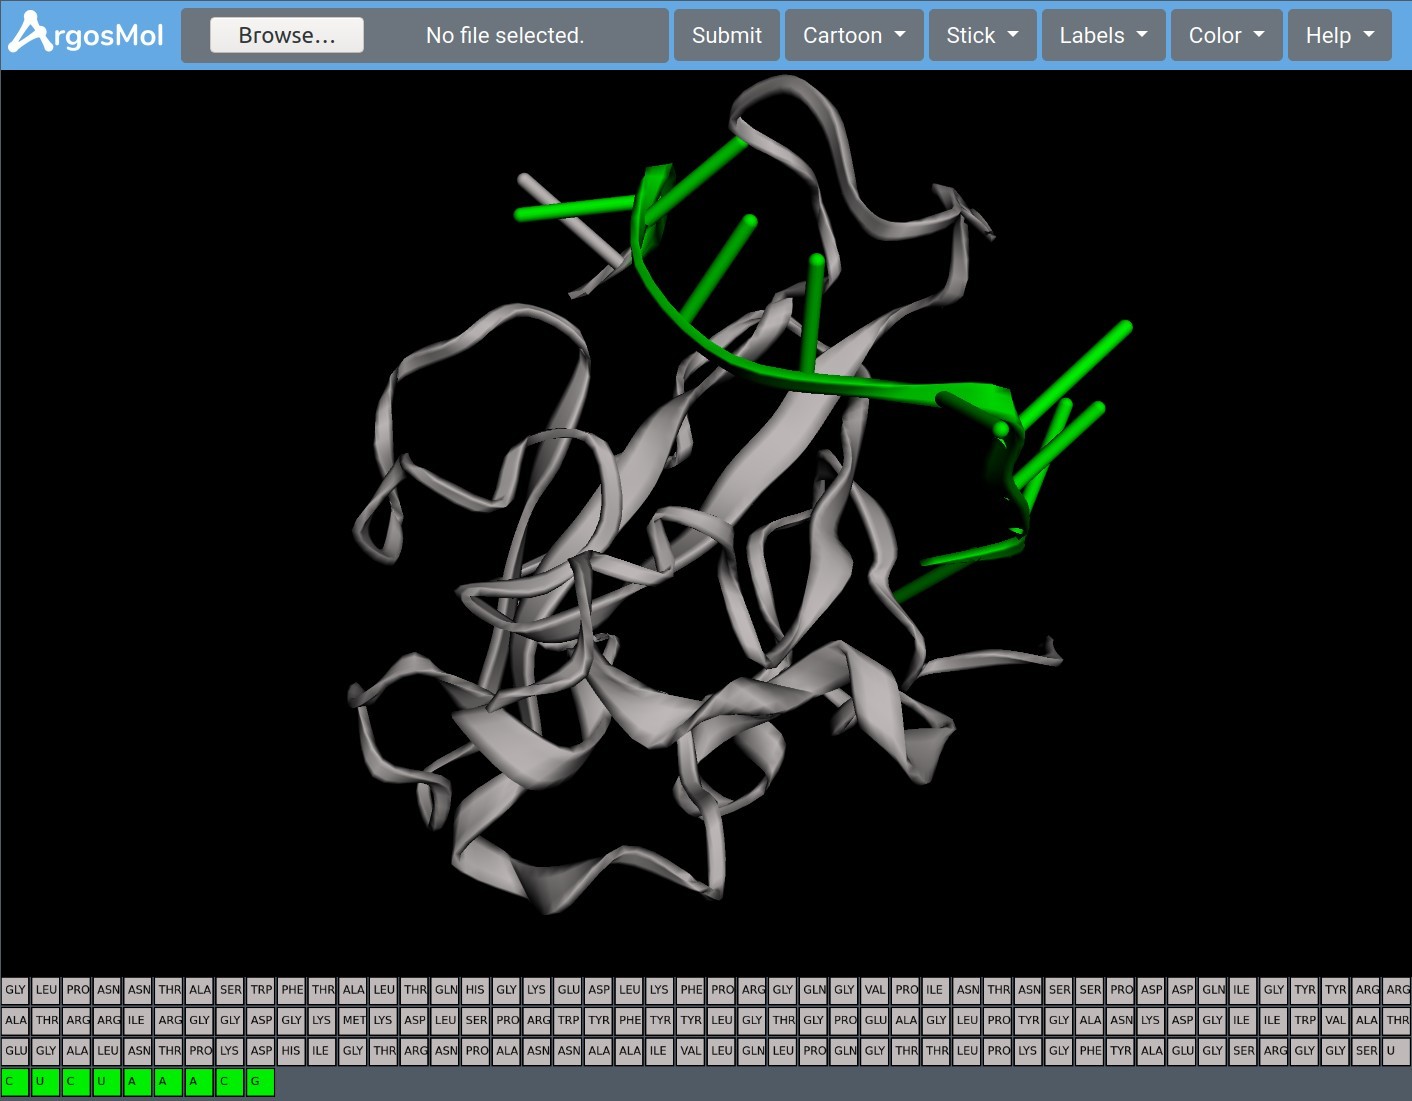 ArgosMol Browse... No file selected. Submit Cartoon Stick Labels Color Help
GLY LEU PRO ASN ASN THR ALA SER TRP PHE THR ALA LEU THR GLN HIS GLY LYS GLU ASP LEU LYS PHE PRO ARG GLY GLN GLY VAL PRO ILE ASN THR ASN SER SER PRO ASP ASP GLN ILE GLY TYR TYR ARG ARG
ALA THR ARG ARG ILE ARG GLY GLY ASP GLY LYS MET LYS ASP LEU SER PRO ARG TRP TYR PHE TYR TYR LEU GLY THR GLY PRO GLU ALA GLY LEU PRO TYR GLY ALA ASN LYS ASP GLY ILE ILE TRP VAL ALA THR
GLU GLY ALA LEU ASN THR PRO LYS ASP HIS ILE GLY THR ARG ASN PRO ALA ASN ASN ALA ALA ILE VAL LEU GLN LEU PRO GLN GLY THR THR LEU PRO LYS GLY PHE TYR ALA GLU GLY SER ARG GLY GLY SER U
C U C U A A A C G